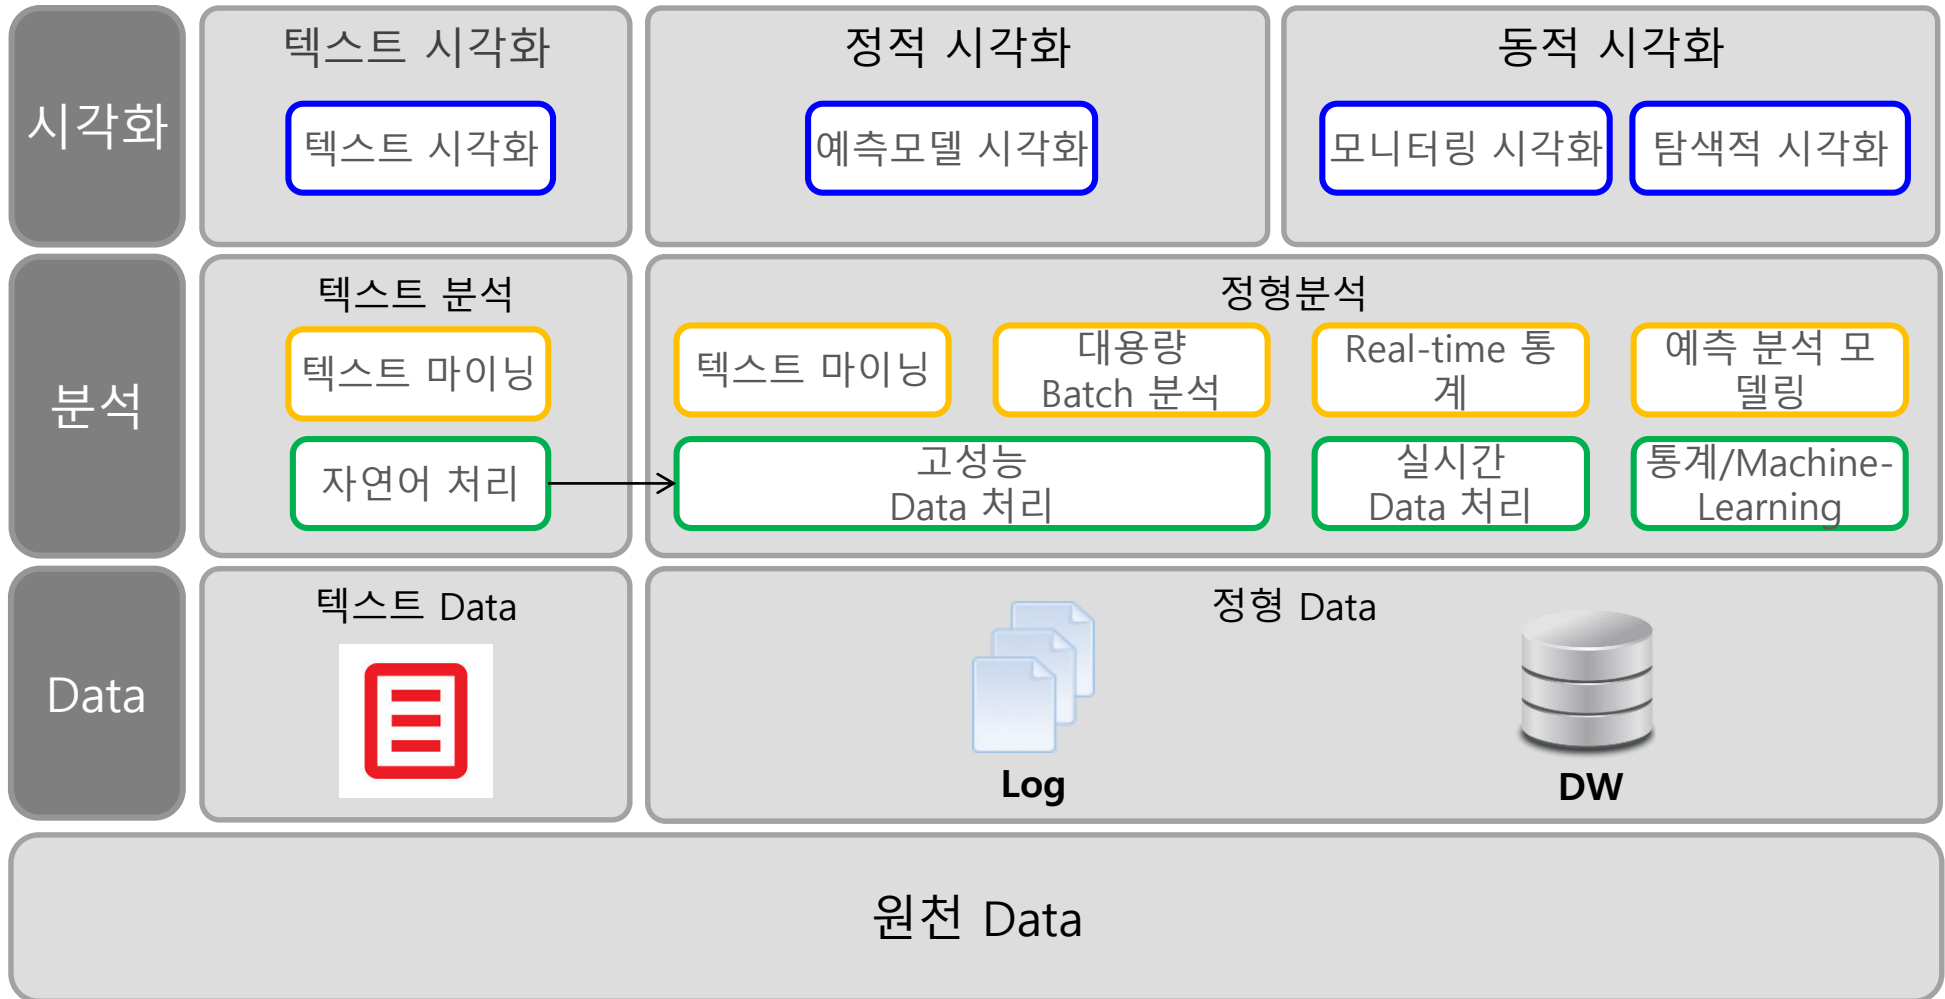 시각화
텍스트 시각화
텍스트 시각화
정적 시각화
예측모델 시각화
동적 시각화
모니터링 시각화
탐색적 시각화
분석
텍스트 분석
텍스트 마이닝
자연어 처리
정형분석
텍스트 마이닝
대용량
Batch 분석
Real-time 통
계
예측 분석 모
델링
고성능
Data 처리
실시간
Data 처리
통계/Machine-
Learning
Data
텍스트 Data
정형 Data
Log
DW
원천 Data